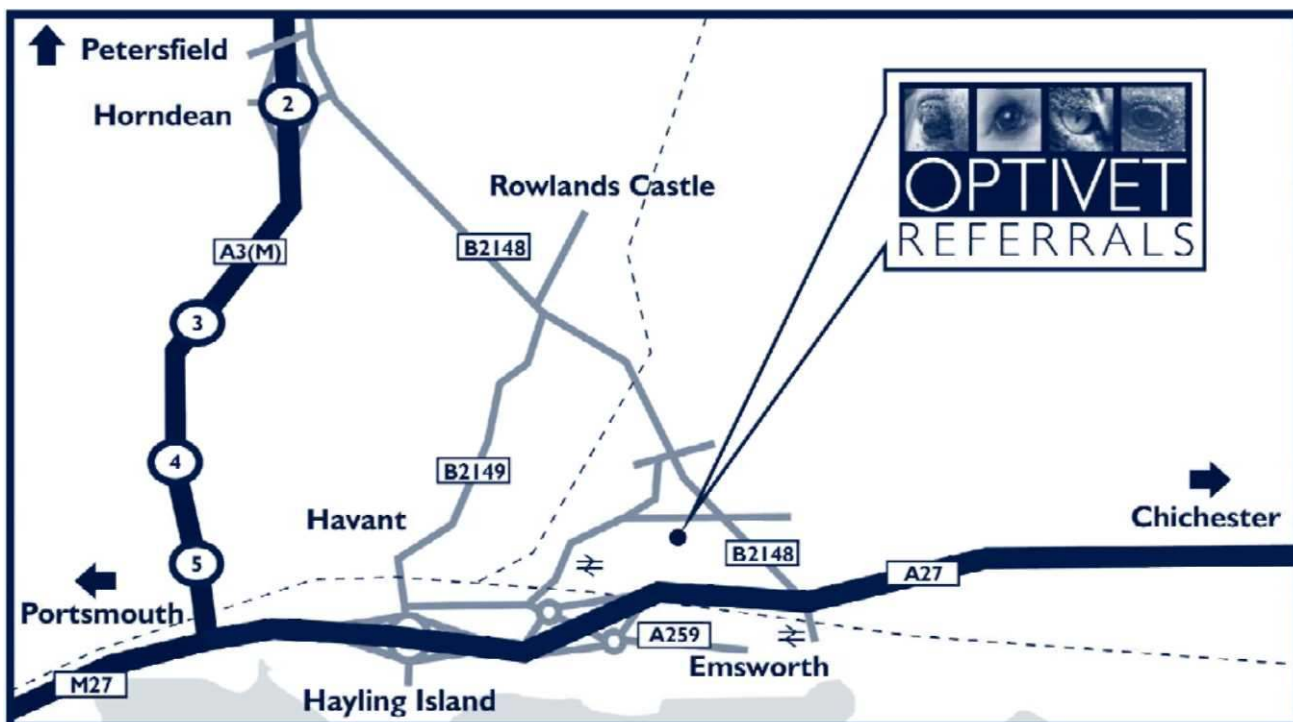 Petersfield
Horndean
2
Rowlands Castle
OPTIVET
REFERRALS
B2148
A3(M)
3
4
B2149
Havant
Chichester
5
B2148
A27
Portsmouth
A259
Emsworth
M27
Hayling Island